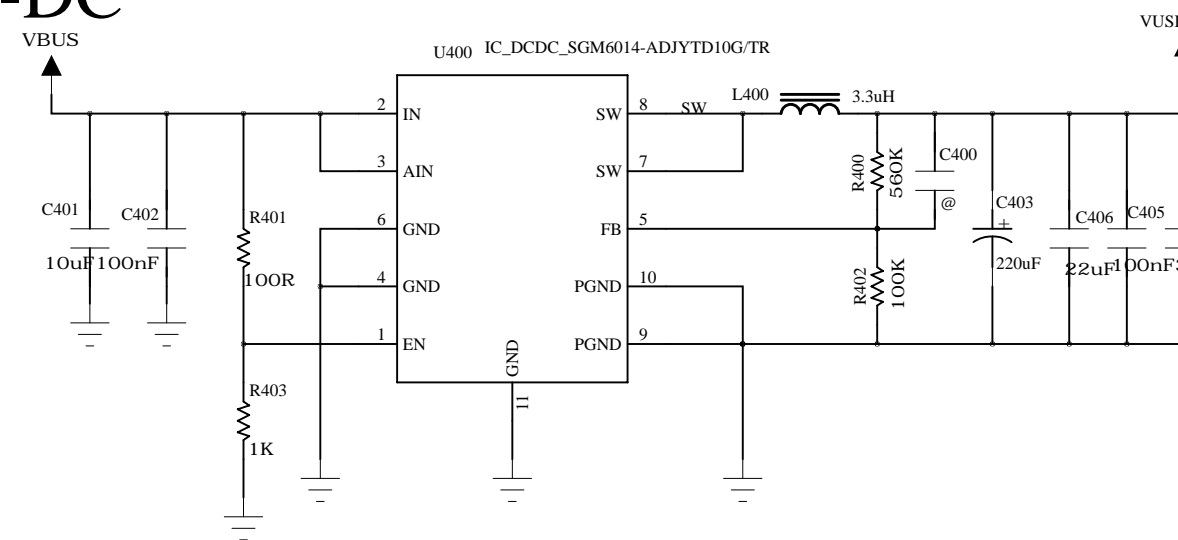 -DC
VBUS
U400 IC_DCDC_SGM6014-ADJYTD10G/TR
2 IN
3 AIN
6 GND
4 GND
1 EN
GND
11
SW 8 SW
SW 7
FB 5
PGND 10
PGND 9
C401
10uF
C402
100nF
R401
100R
R403
1K
L400 3.3uH
R400
560K
C400
@
R402
100K
C403
+
220uF
C406
22uF
C405
100nF